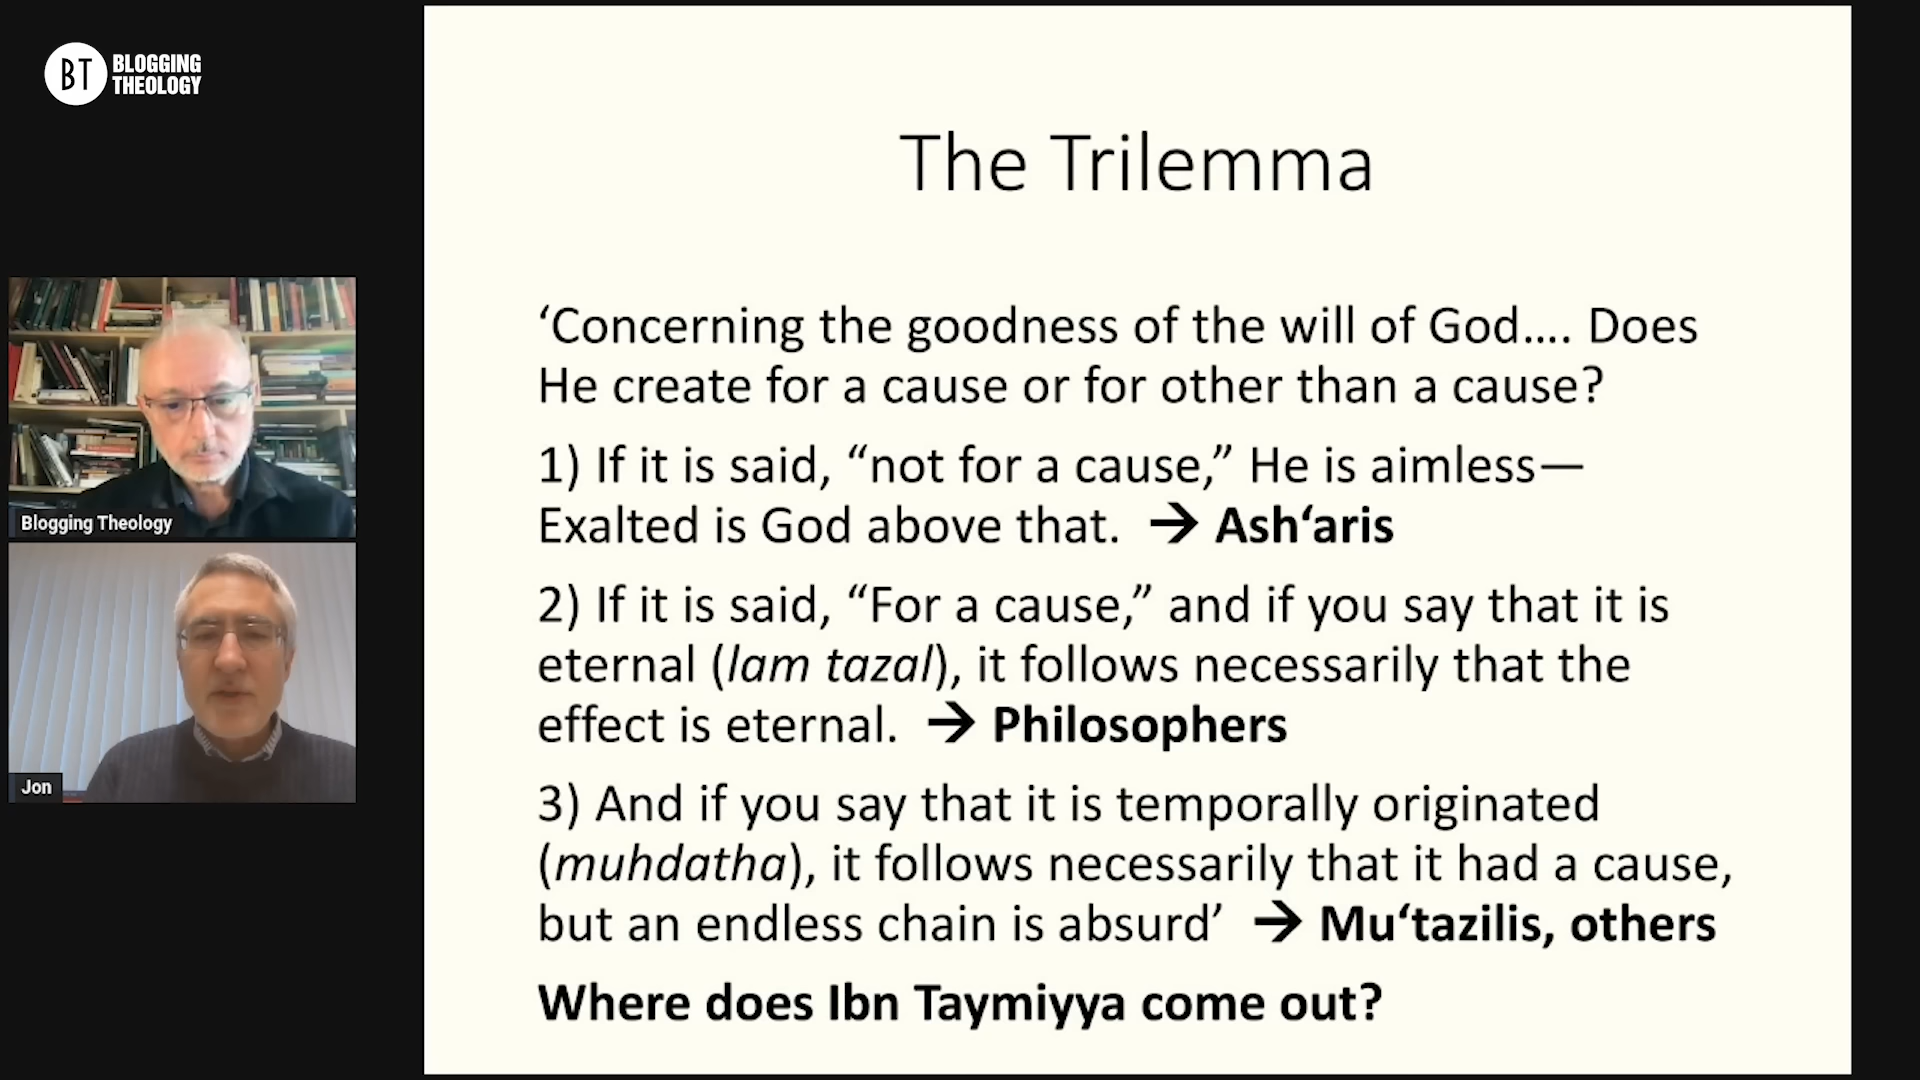 BT BLOGGING
THEOLOGY
The Trilemma
‘Concerning the goodness of the will of God…. Does
He create for a cause or for other than a cause?
1) If it is said, “not for a cause,” He is aimless—
Exalted is God above that. → Ash‘aris
2) If it is said, “For a cause,” and if you say that it is
eternal (lam tazal), it follows necessarily that the
effect is eternal. → Philosophers
3) And if you say that it is temporally originated
(muhdatha), it follows necessarily that it had a cause,
but an endless chain is absurd’ → Mu‘tazilis, others
Where does Ibn Taymiyya come out?
Blogging Theology
Jon